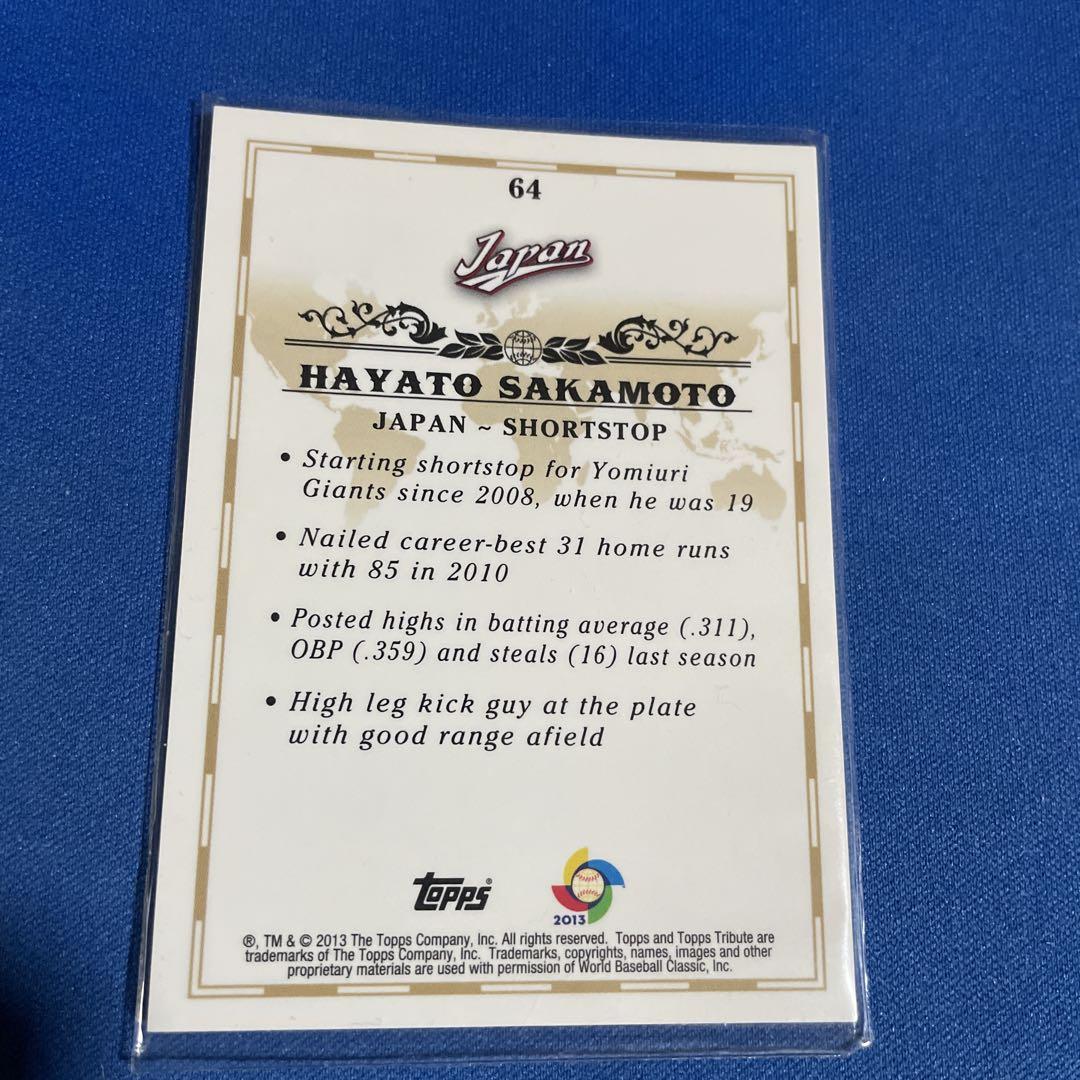 64
Japan
HAYATO SAKAMOTO
JAPAN ~ SHORTSTOP
• Starting shortstop for Yomiuri
Giants since 2008, when he was 19
• Nailed career-best 31 home runs
with 85 in 2010
• Posted highs in batting average (.311),
OBP (.359) and steals (16) last season
• High leg kick guy at the plate
with good range afield
TOPPS®
2013
®, TM & © 2013 The Topps Company, Inc. All rights reserved. Topps and Topps Tribute are
trademarks of The Topps Company, Inc. Trademarks, copyrights, names, images and other
proprietary materials are used with permission of World Baseball Classic, Inc.